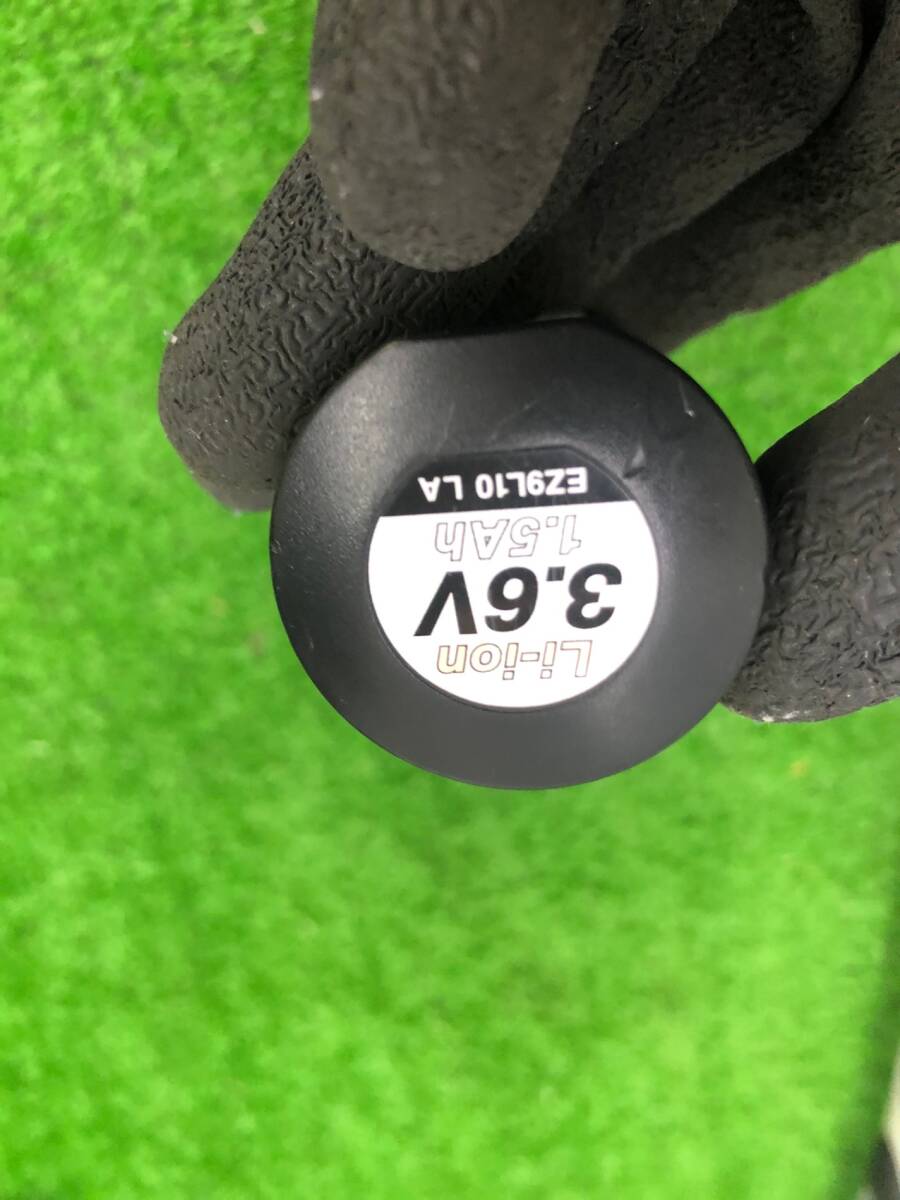 Li-ion
3.6V
1.5Ah
EZ9L10 LA